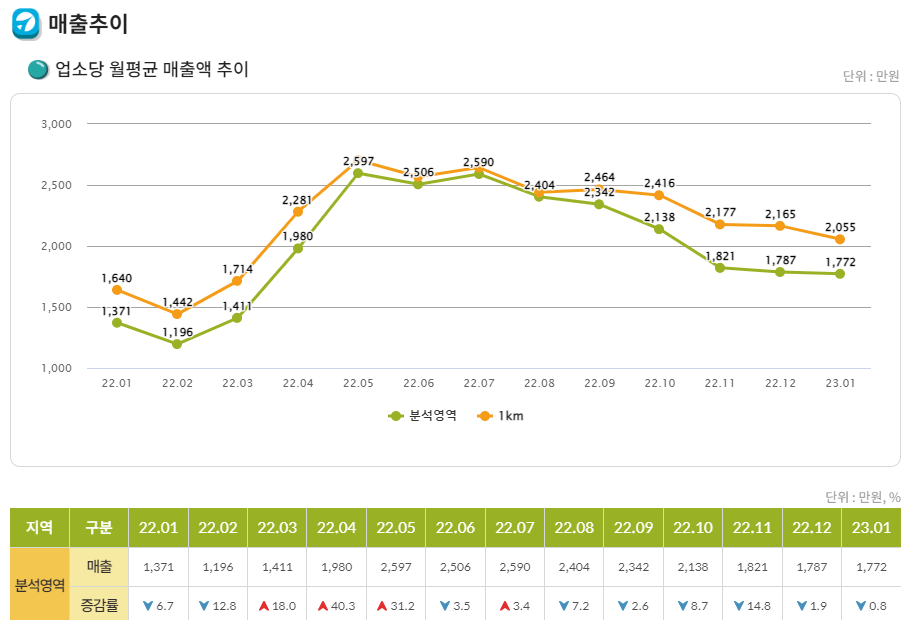 매출추이
업소당 월평균 매출액 추이
단위 : 만원
3,000
2,500
2,000
1,500
1,000
1,640 1,442 1,714 2,281 2,464 2,416 2,177 2,165 2,055
1,371 1,196 1,411 1,980 2,597 2,506 2,590 2,404 2,342 2,138 1,821 1,787 1,772
22.01 22.02 22.03 22.04 22.05 22.06 22.07 22.08 22.09 22.10 22.11 22.12 23.01
분석영역 1km
단위 : 만원, %
지역 구분 22.01 22.02 22.03 22.04 22.05 22.06 22.07 22.08 22.09 22.10 22.11 22.12 23.01
분석영역 매출 1,371 1,196 1,411 1,980 2,597 2,506 2,590 2,404 2,342 2,138 1,821 1,787 1,772
증감률 6.7 12.8 18.0 40.3 31.2 3.5 3.4 7.2 2.6 8.7 14.8 1.9 0.8